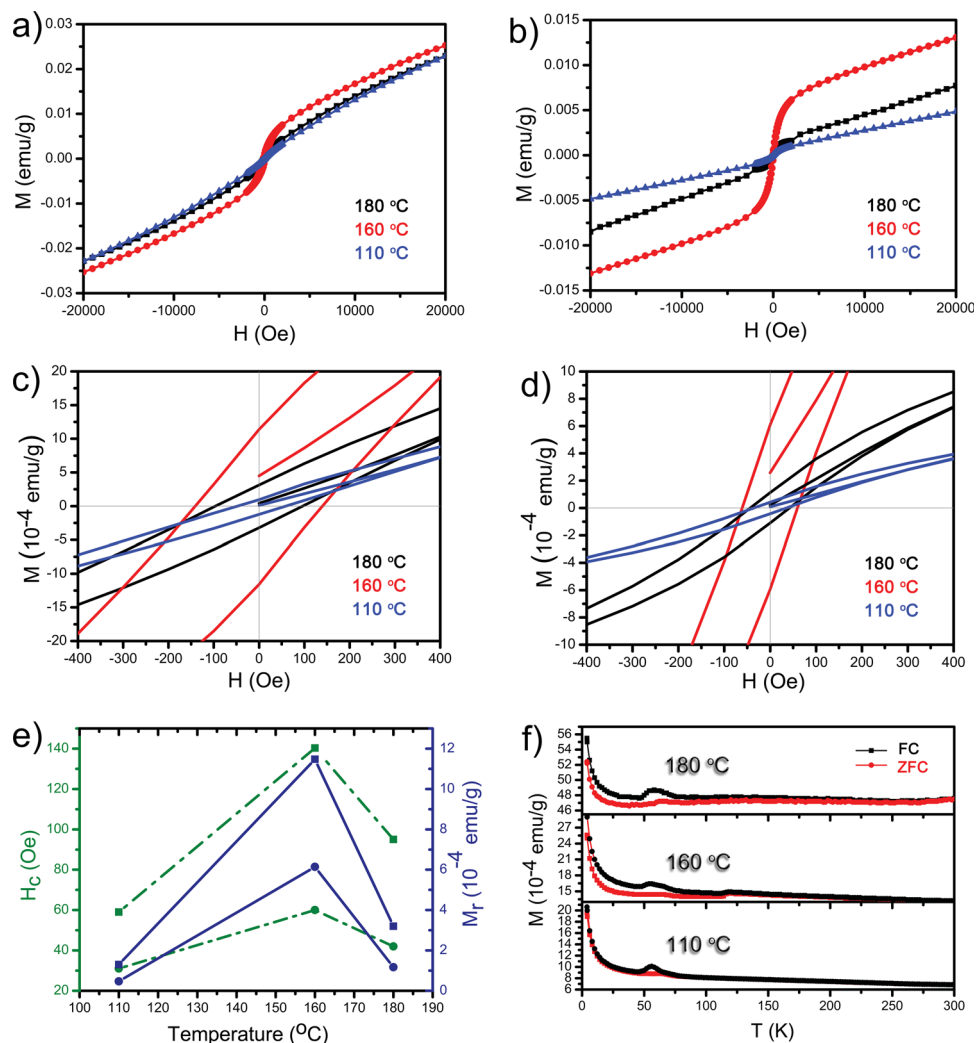 a)
0.03
0.02
0.01
0.00
-0.01
-0.02
-0.03
M (emu/g)
180 °C
160 °C
110 °C
-20000 -10000 0 10000 20000
H (Oe)
b)
0.015
0.010
0.005
0.000
-0.005
-0.010
-0.015
M (emu/g)
180 °C
160 °C
110 °C
-20000 -10000 0 10000 20000
H (Oe)
c)
20
15
10
5
0
-5
-10
-15
-20
M (10⁻⁴ emu/g)
180 °C
160 °C
110 °C
-400 -300 -200 -100 0 100 200 300 400
H (Oe)
d)
10
8
6
4
2
0
-2
-4
-6
-8
-10
M (10⁻⁴ emu/g)
180 °C
160 °C
110 °C
-400 -300 -200 -100 0 100 200 300 400
H (Oe)
e)
140
120
100
80
60
40
20
Hc (Oe)
12
10
8
6
4
2
0
Mr (10⁻⁴ emu/g)
100 110 120 130 140 150 160 170 180 190
Temperature (ºC)
f)
56
54
52
50
48
46
180 °C
FC
ZFC
27
24
21
18
15
160 °C
20
18
16
14
12
10
8
6
110 °C
M (10⁻⁴ emu/g)
0 50 100 150 200 250 300
T (K)